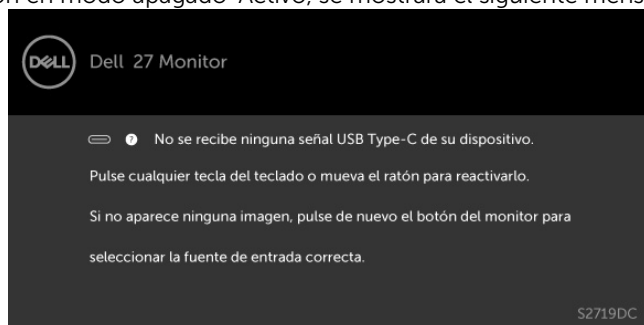 ón en modo apagado-Activo, se mostrará el siguiente mens
DELL
Dell 27 Monitor
? No se recibe ninguna señal USB Type-C de su dispositivo.
Pulse cualquier tecla del teclado o mueva el ratón para reactivarlo.
Si no aparece ninguna imagen, pulse de nuevo el botón del monitor para
seleccionar la fuente de entrada correcta.
S2719DC